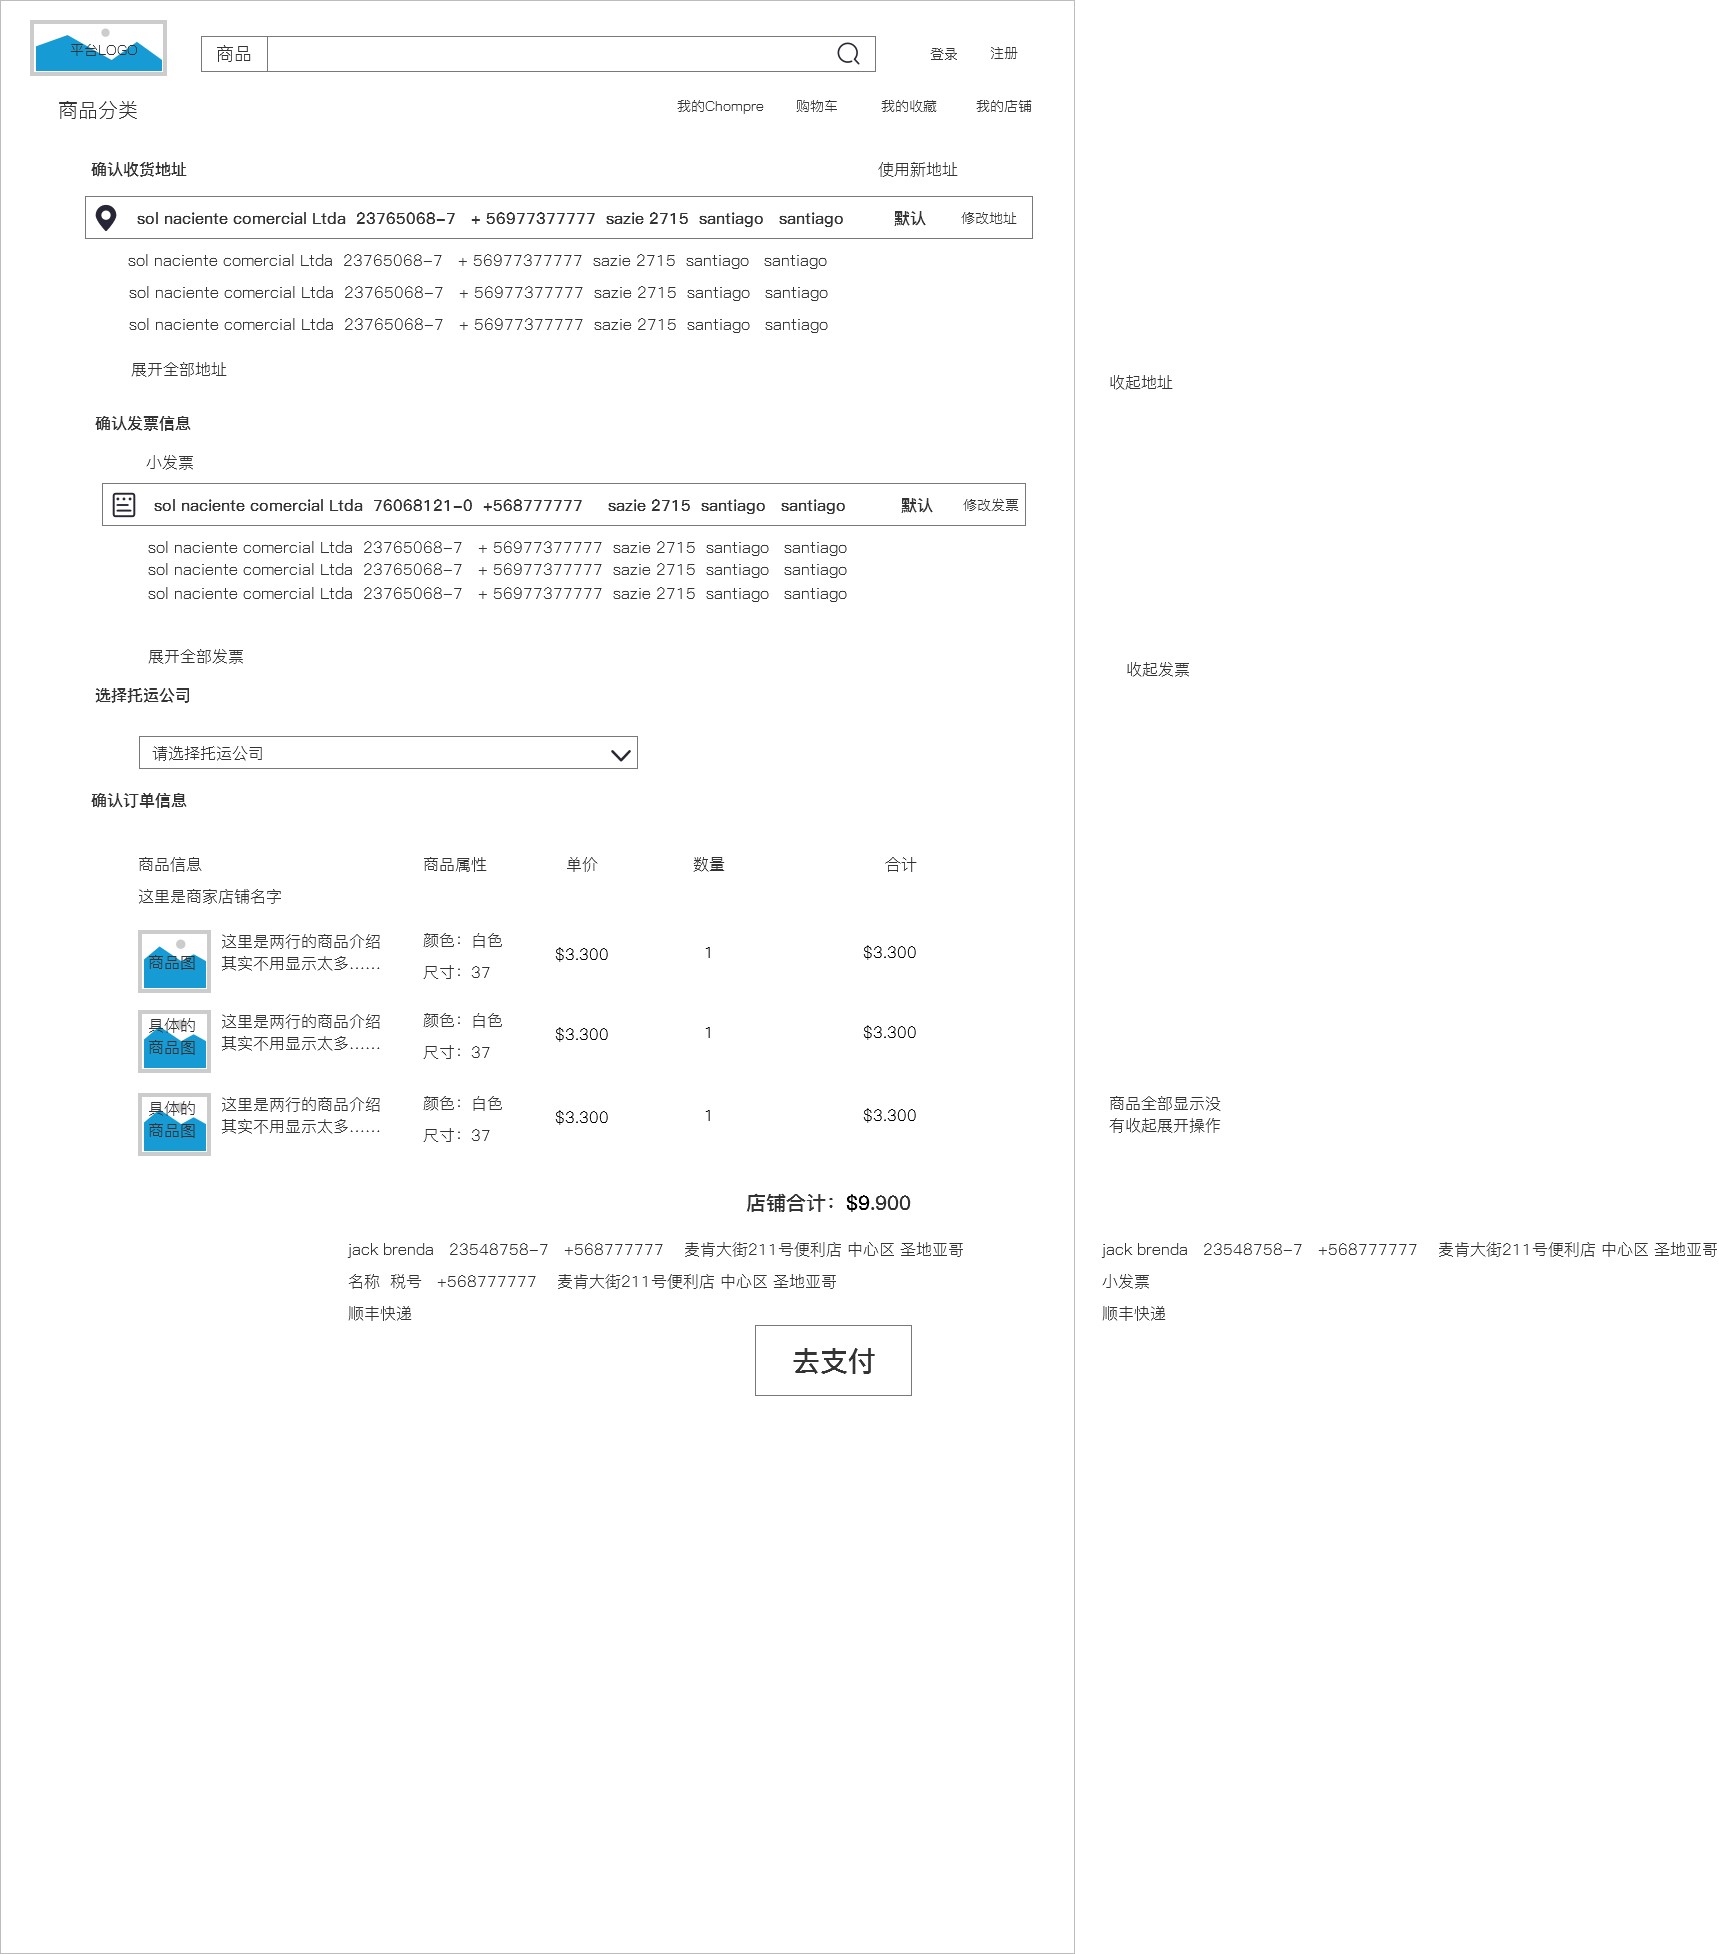 平台LOGO
商品
登录 注册
商品分类
我的Chompre 购物车 我的收藏 我的店铺
确认收货地址 使用新地址
sol naciente comercial Ltda 23765068-7 + 56977377777 sazie 2715 santiago santiago 默认 修改地址
sol naciente comercial Ltda 23765068-7 + 56977377777 sazie 2715 santiago santiago
sol naciente comercial Ltda 23765068-7 + 56977377777 sazie 2715 santiago santiago
sol naciente comercial Ltda 23765068-7 + 56977377777 sazie 2715 santiago santiago
展开全部地址
收起地址
确认发票信息
小发票
sol naciente comercial Ltda 76068121-0 +568777777 sazie 2715 santiago santiago 默认 修改发票
sol naciente comercial Ltda 23765068-7 + 56977377777 sazie 2715 santiago santiago
sol naciente comercial Ltda 23765068-7 + 56977377777 sazie 2715 santiago santiago
sol naciente comercial Ltda 23765068-7 + 56977377777 sazie 2715 santiago santiago
展开全部发票
收起发票
选择托运公司
请选择托运公司
确认订单信息
商品信息 商品属性 单价 数量 合计
这里是商家店铺名字
商品图
这里是两行的商品介绍
其实不用显示太多……
颜色：白色
尺寸：37
$3.300 1 $3.300
具体的
商品图
这里是两行的商品介绍
其实不用显示太多……
颜色：白色
尺寸：37
$3.300 1 $3.300
具体的
商品图
这里是两行的商品介绍
其实不用显示太多……
颜色：白色
尺寸：37
$3.300 1 $3.300
商品全部显示没
有收起展开操作
店铺合计：$9.900
jack brenda 23548758-7 +568777777 麦肯大街211号便利店 中心区 圣地亚哥
名称 税号 +568777777 麦肯大街211号便利店 中心区 圣地亚哥
顺丰快递
jack brenda 23548758-7 +568777777 麦肯大街211号便利店 中心区 圣地亚哥
小发票
顺丰快递
去支付